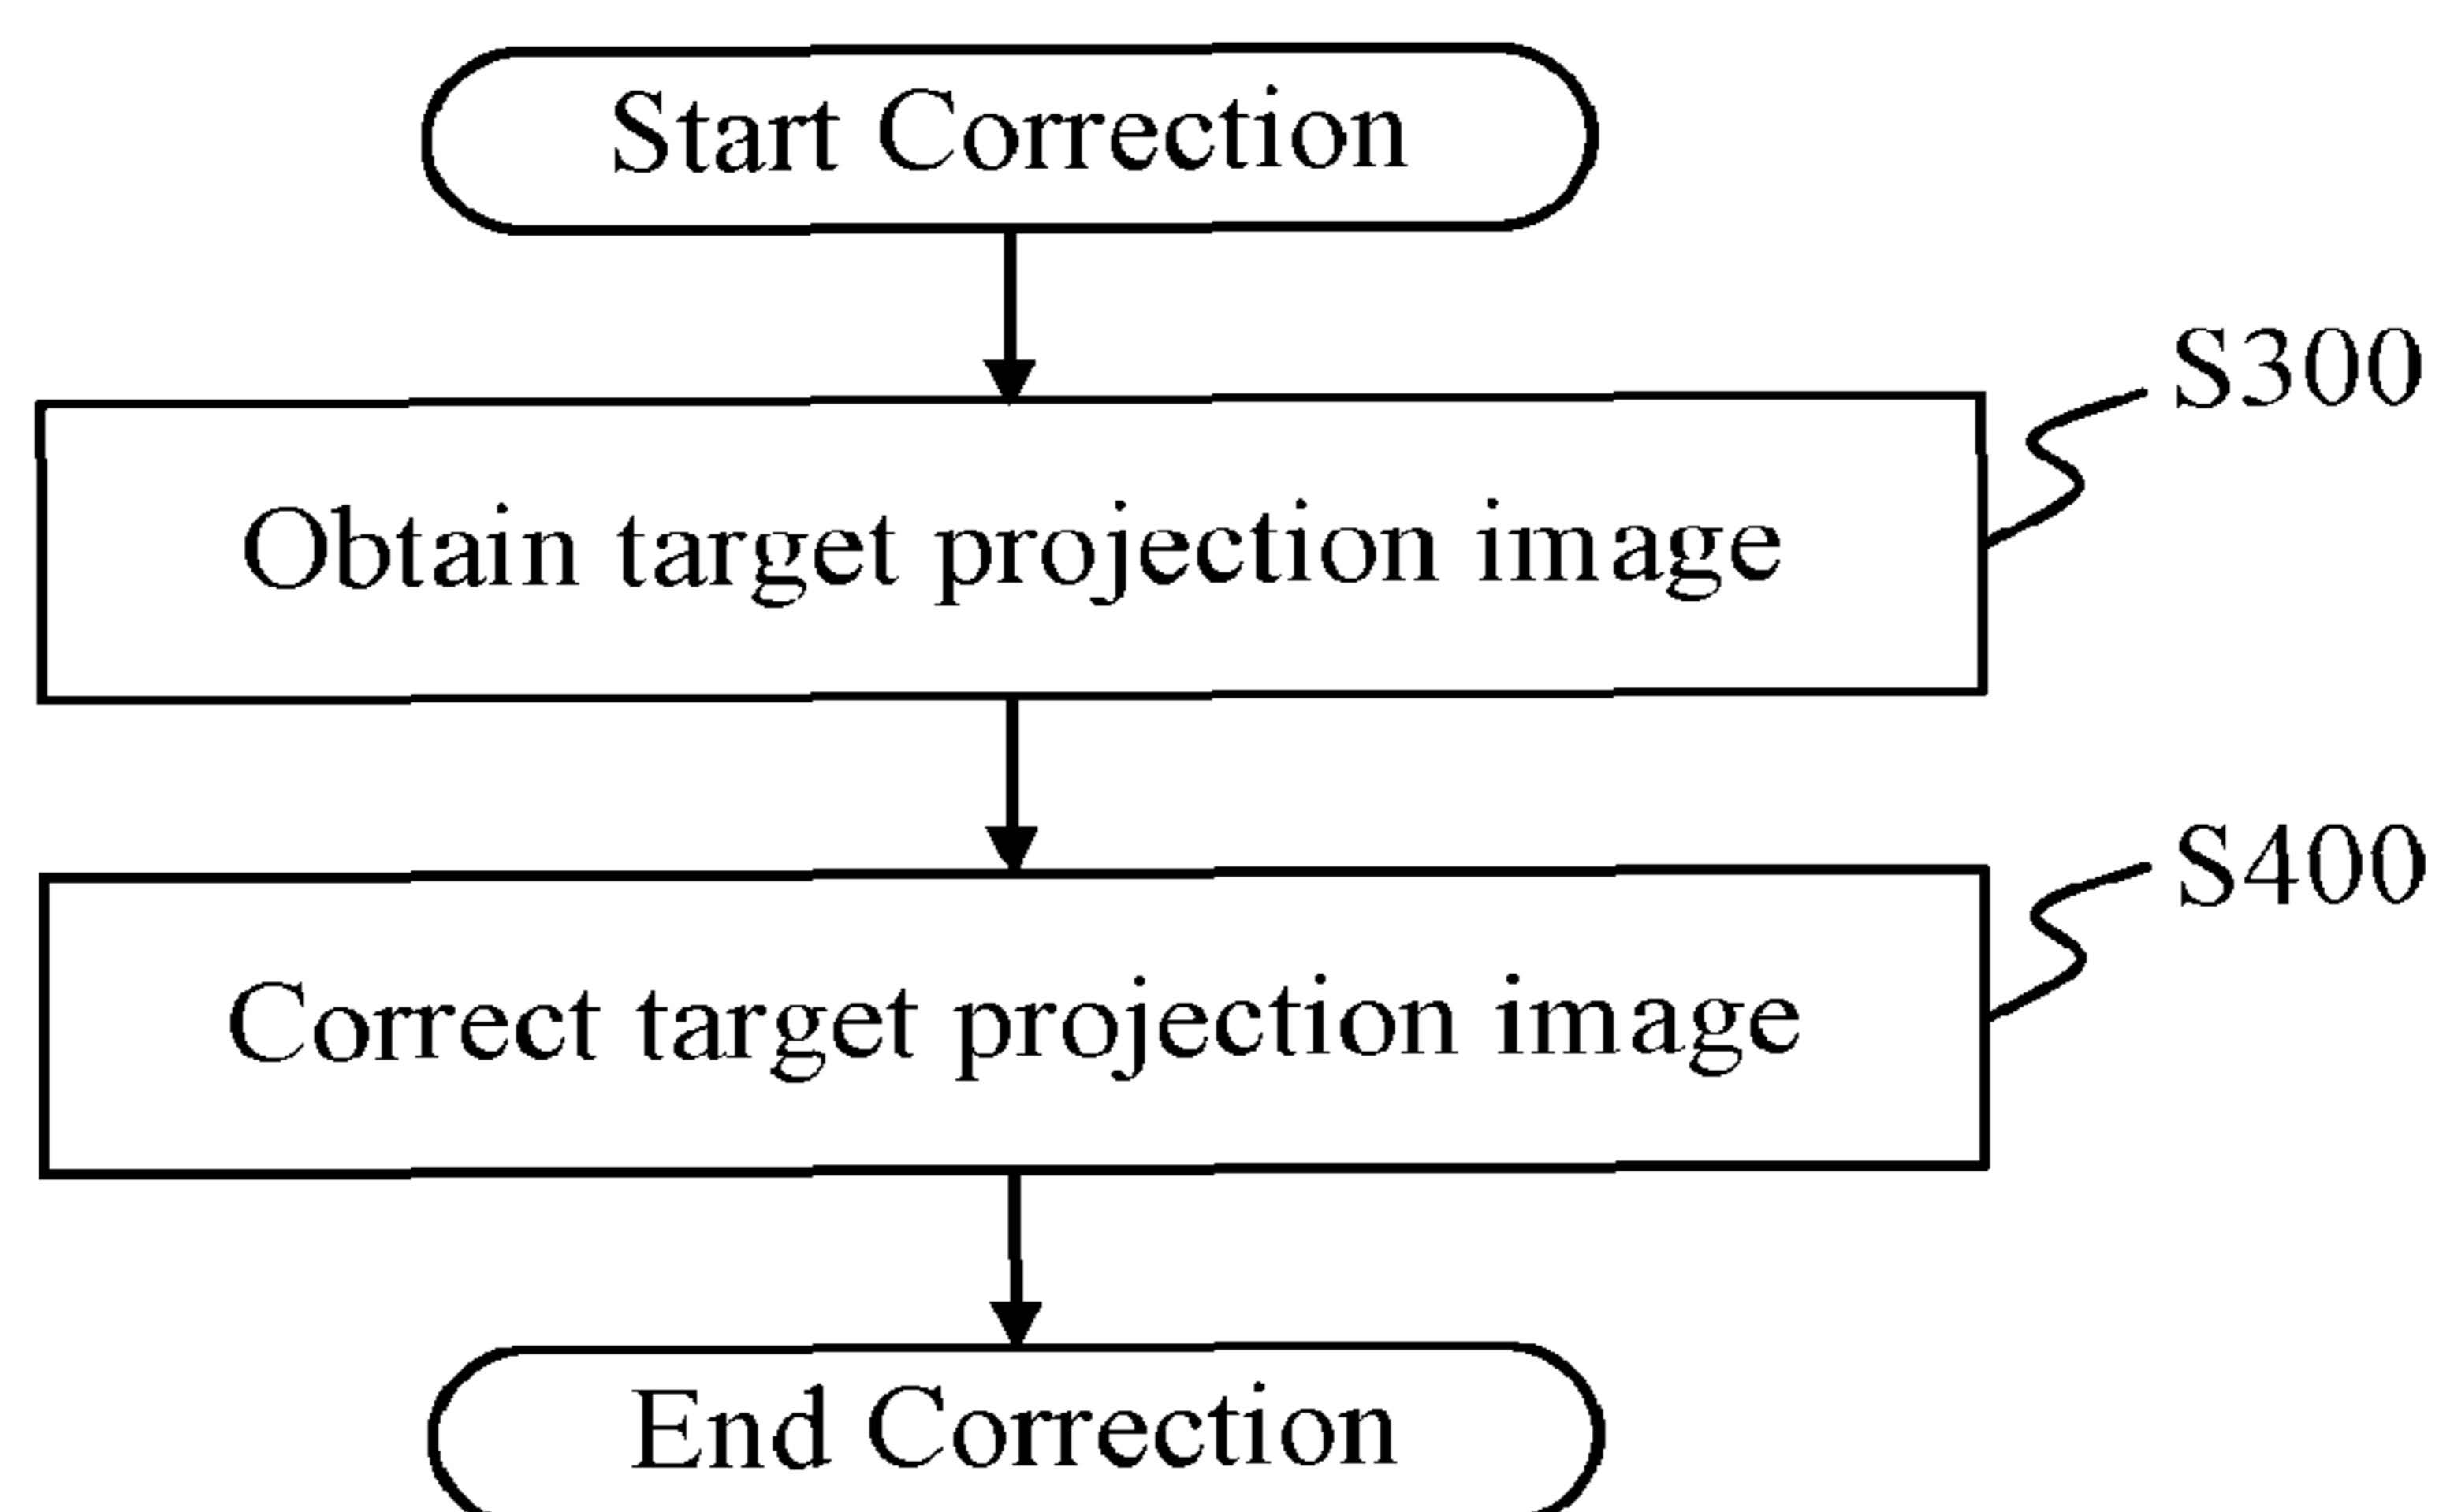 Start Correction
S300
Obtain target projection image
S400
Correct target projection image
End Correction